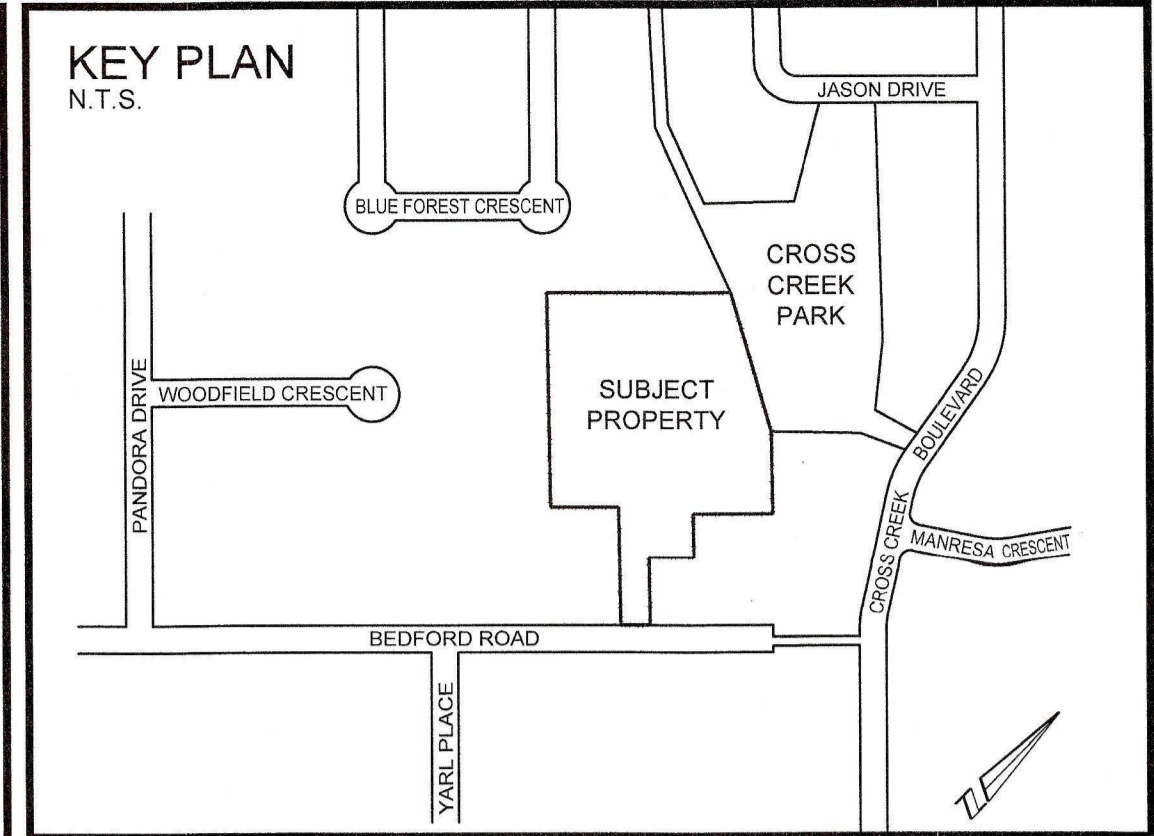 KEY PLAN
N.T.S.
JASON DRIVE
BLUE FOREST CRESCENT
CROSS
CREEK
PARK
PANDORA DRIVE
WOODFIELD CRESCENT
SUBJECT
PROPERTY
CROSS CREEK BOULEVARD
MANRESA CRESCENT
BEDFORD ROAD
YARL PLACE
N